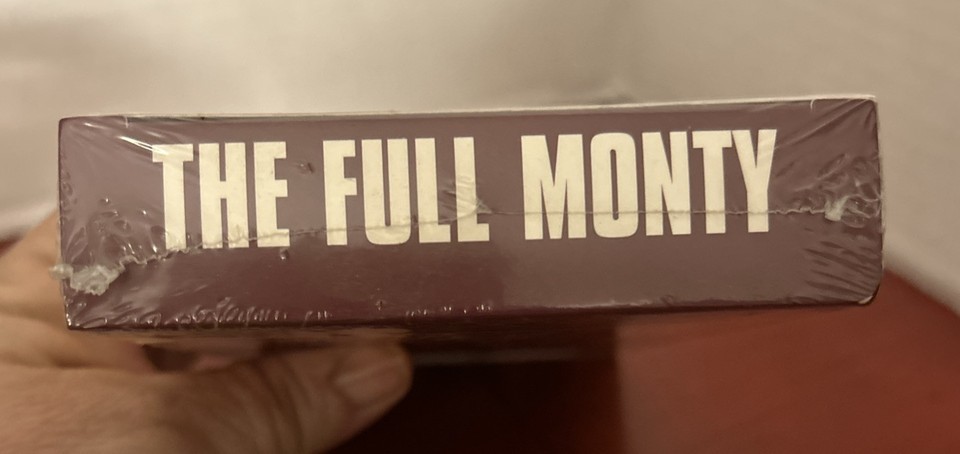 THE FULL MONTY